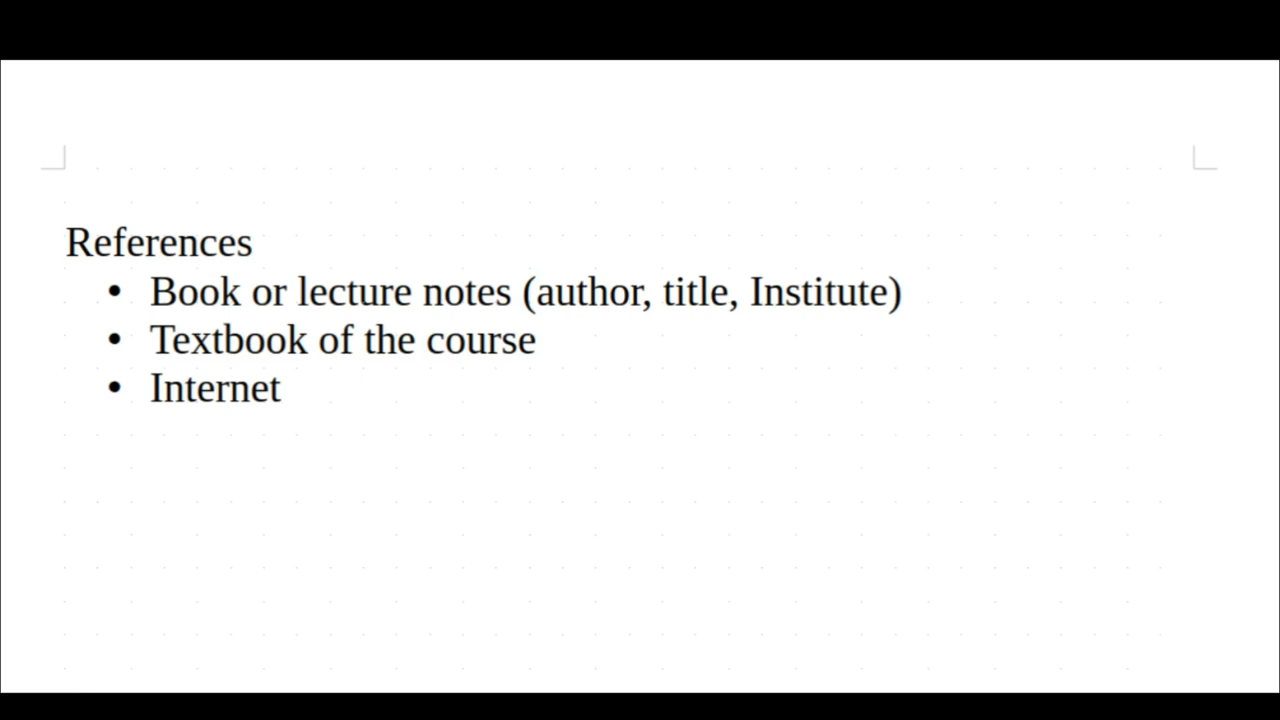 References
• Book or lecture notes (author, title, Institute)
• Textbook of the course
• Internet